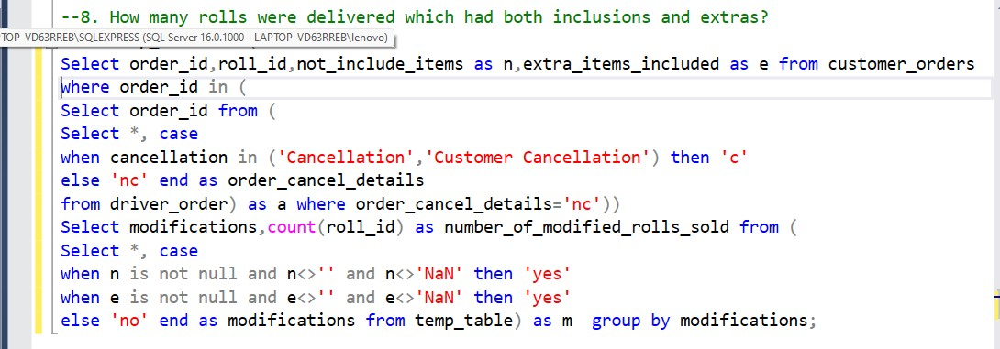 --8. How many rolls were delivered which had both inclusions and extras?
TOP-VD63RREB\SQLEXPRESS (SQL Server 16.0.1000 - LAPTOP-VD63RREB\lenovo)
Select order_id,roll_id,not_include_items as n,extra_items_included as e from customer_orders
where order_id in (
Select order_id from (
Select *, case
when cancellation in ('Cancellation','Customer Cancellation') then 'c'
else 'nc' end as order_cancel_details
from driver_order) as a where order_cancel_details='nc'))
Select modifications,count(roll_id) as number_of_modified_rolls_sold from (
Select *, case
when n is not null and n<>'' and n<>'NaN' then 'yes'
when e is not null and e<>'' and e<>'NaN' then 'yes'
else 'no' end as modifications from temp_table) as m  group by modifications;